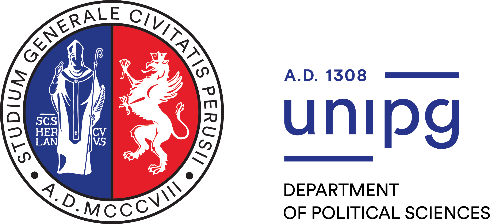 STUDIUM GENERALE CIVITATIS PERUSII
• A.D. MCCCVIII •
SCS
HER CV
LAN VS
A.D. 1308
unipg
DEPARTMENT
OF POLITICAL SCIENCES